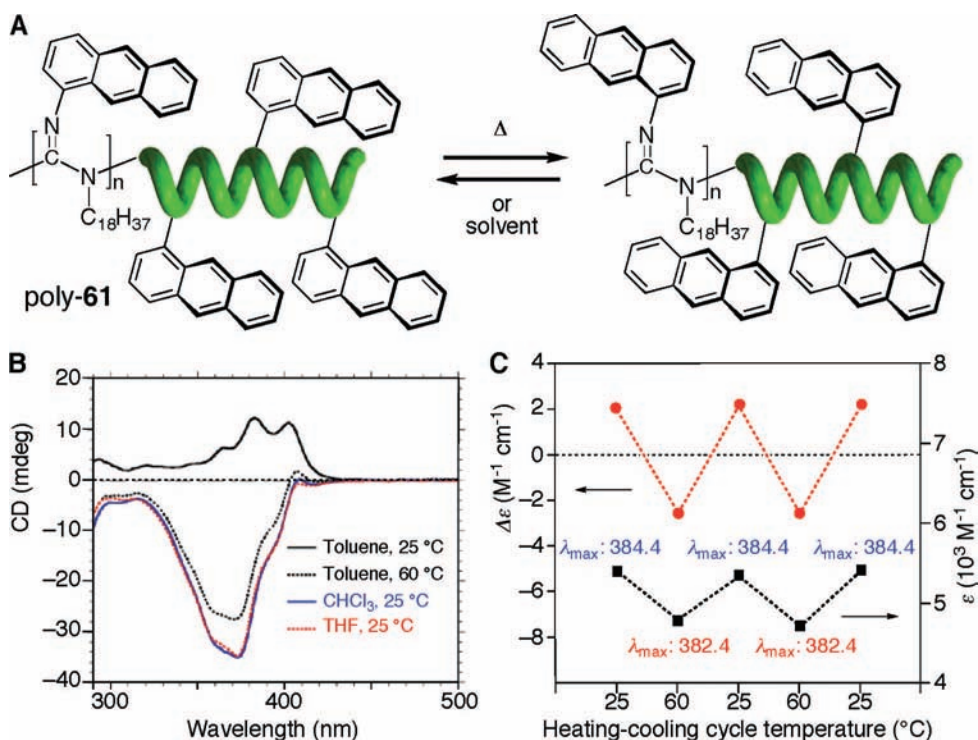 A
N
C
N
n
C18H37
poly-61
Δ
or
solvent
N
C
N
n
C18H37
B
20
10
0
−10
−20
−30
−40
CD (mdeg)
Toluene, 25 °C
Toluene, 60 °C
CHCl3, 25 °C
THF, 25 °C
300
400
500
Wavelength (nm)
C
4
2
0
−2
−4
−6
−8
Δε (M−1 cm−1)
8
7
6
5
4
ε (103 M−1 cm−1)
λmax: 384.4 λmax: 384.4 λmax: 384.4
λmax: 382.4 λmax: 382.4
25 60 25 60 25
Heating-cooling cycle temperature (°C)